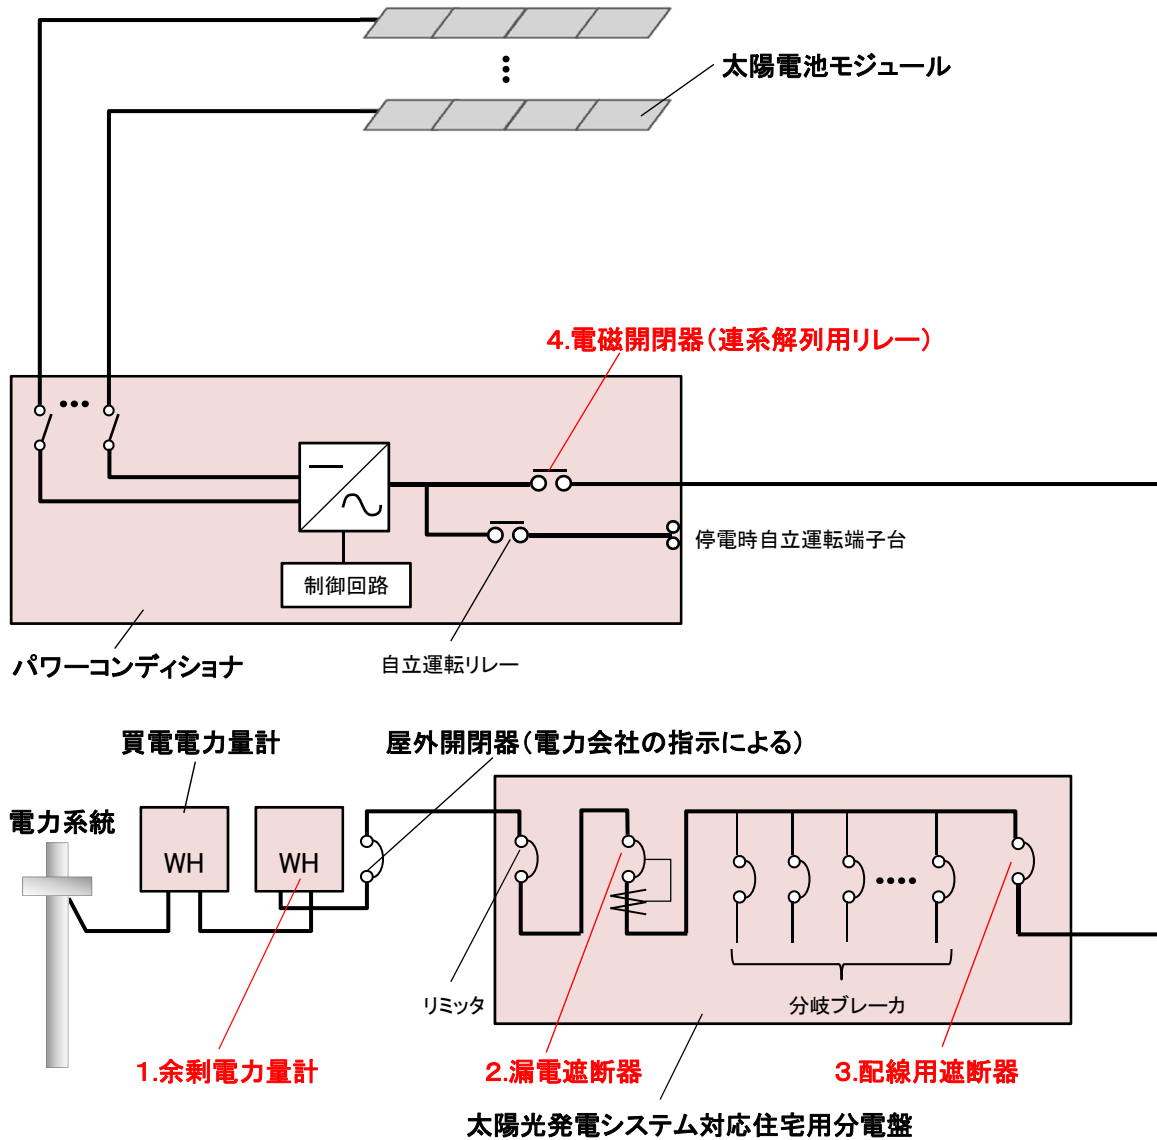 太陽電池モジュール
4.電磁開閉器(連系解列用リレー)
停電時自立運転端子台
制御回路
パワーコンディショナ
自立運転リレー
買電電力量計
屋外開閉器(電力会社の指示による)
電力系統
WH
WH
リミッタ
分岐ブレーカ
1.余剰電力量計
2.漏電遮断器
3.配線用遮断器
太陽光発電システム対応住宅用分電盤